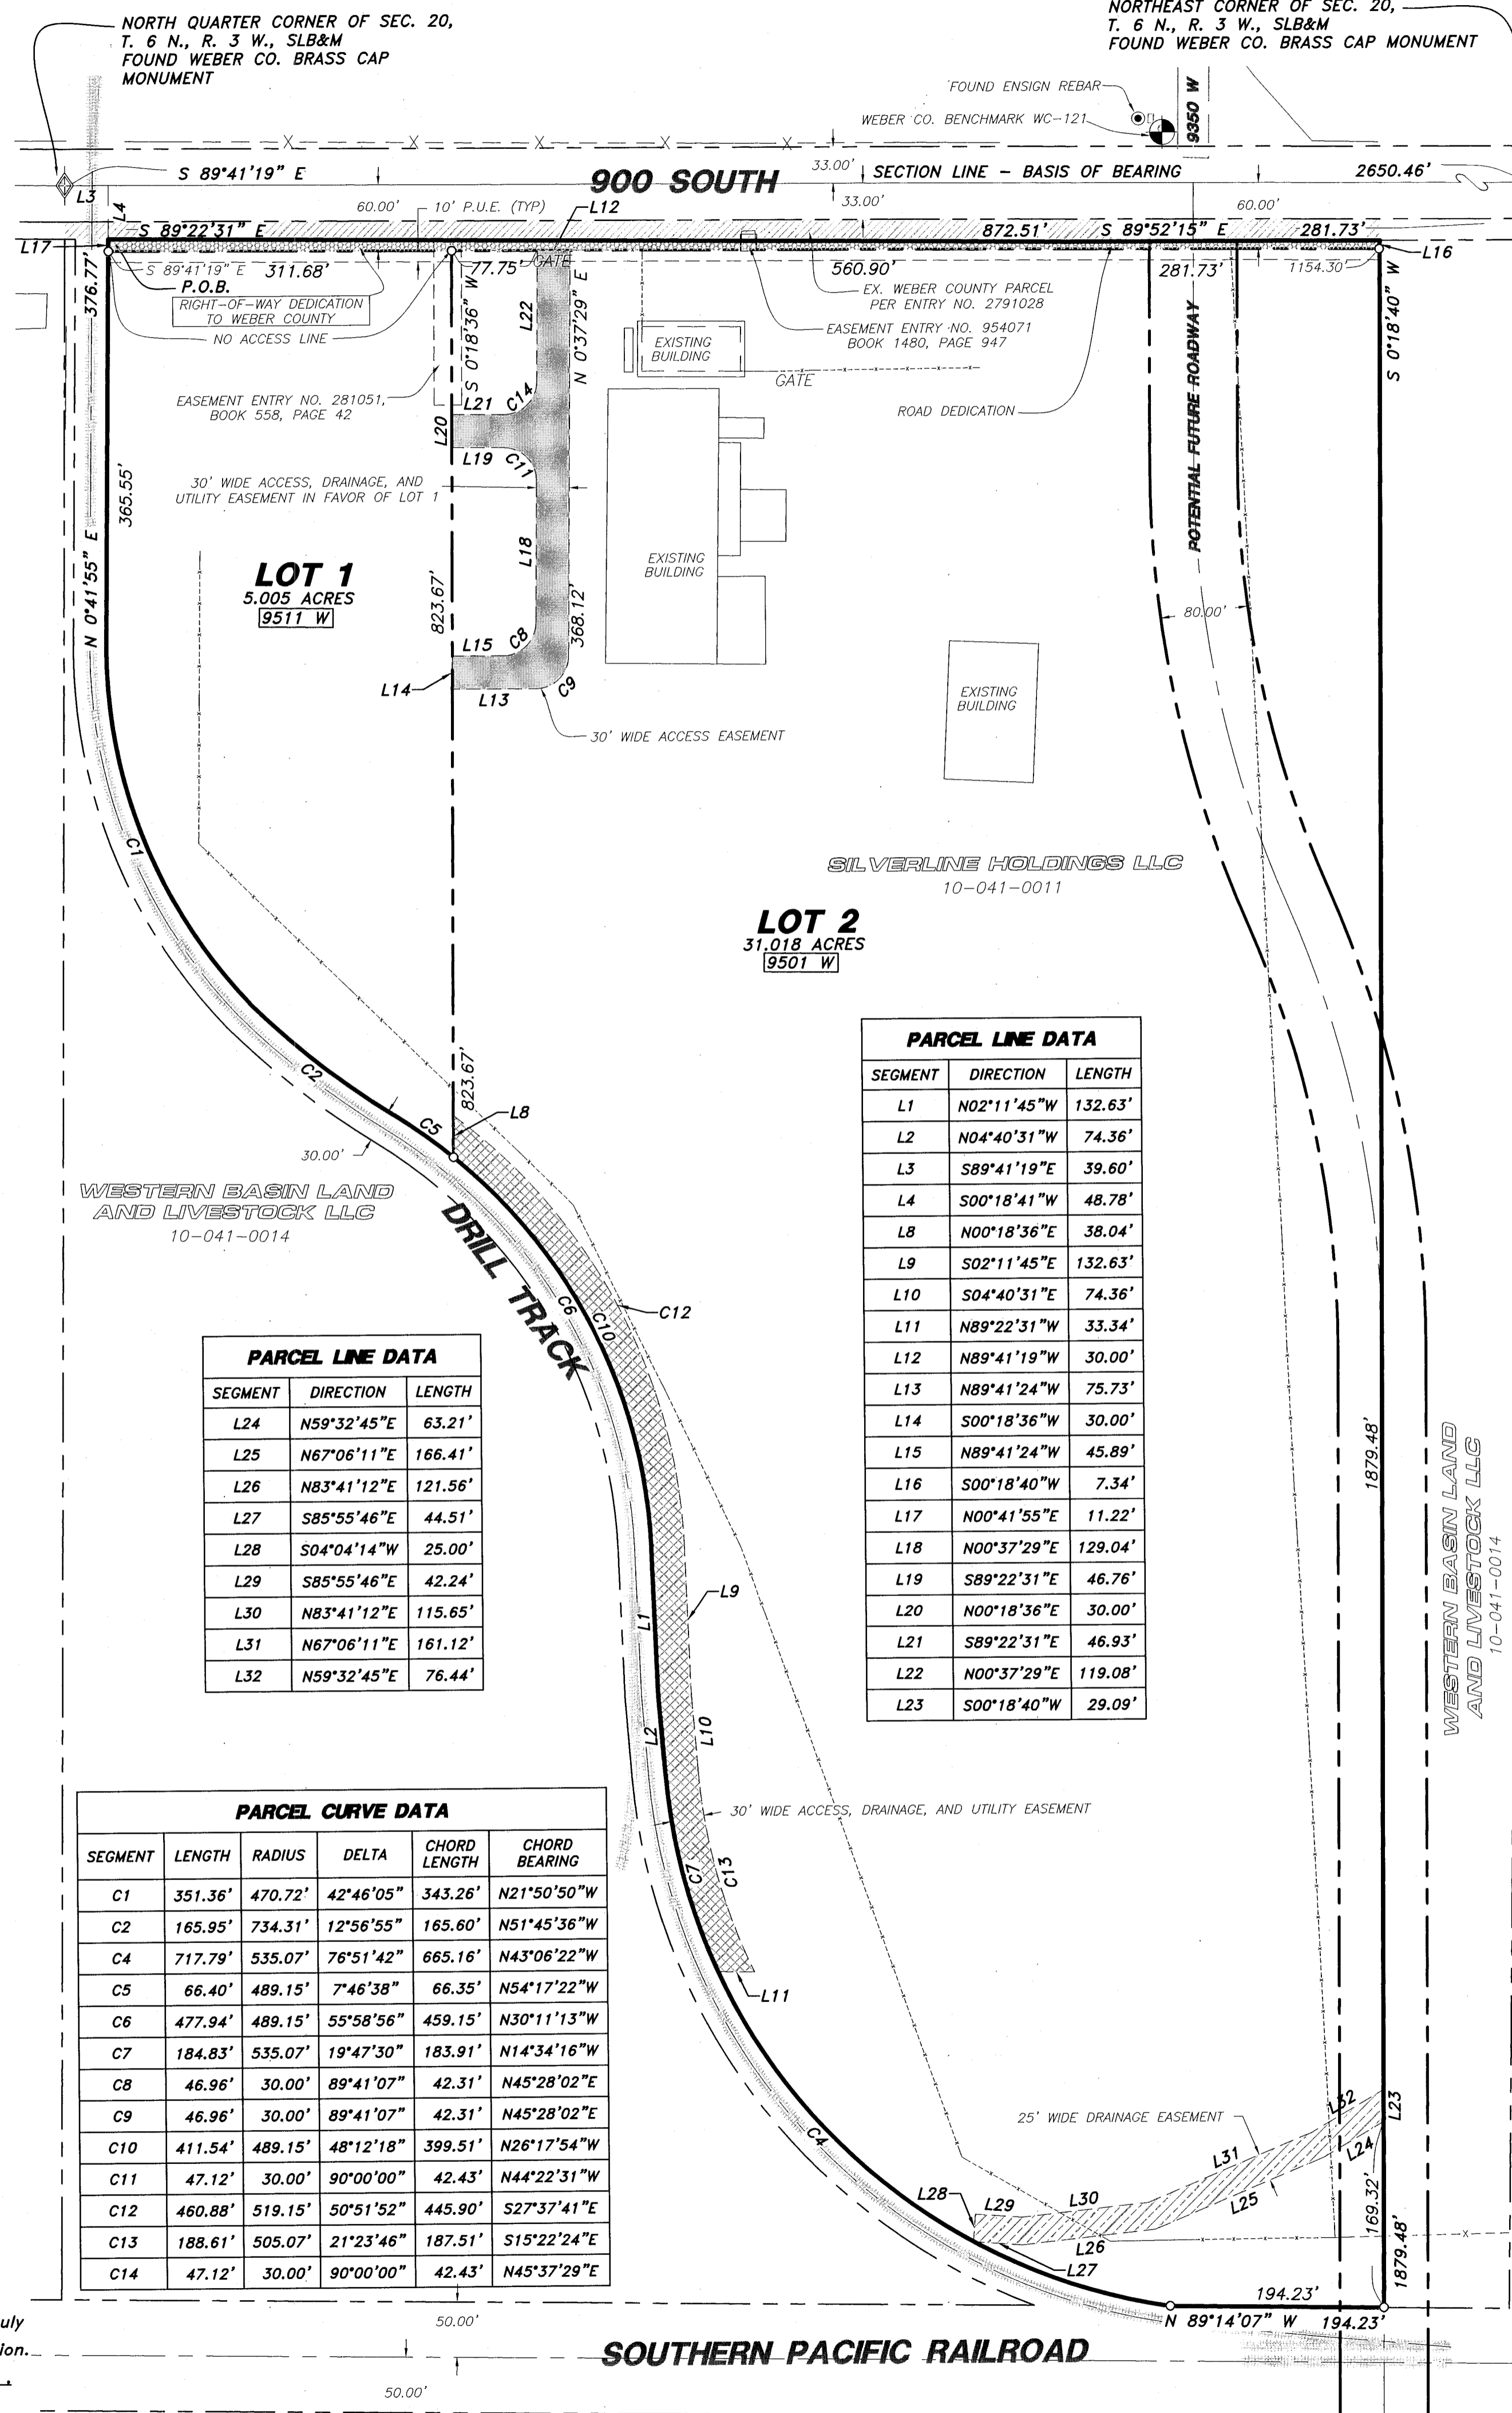 NORTH QUARTER CORNER OF SEC. 20,
T. 6 N., R. 3 W., SLB&M
FOUND WEBER CO. BRASS CAP
MONUMENT
NORTHEAST CORNER OF SEC. 20,
T. 6 N., R. 3 W., SLB&M
FOUND WEBER CO. BRASS CAP MONUMENT
FOUND ENSIGN REBAR
WEBER CO. BENCHMARK WC-121
9350 W
S 89°41'19" E
L3
L4
900 SOUTH
33.00'
SECTION LINE - BASIS OF BEARING
2650.46'
60.00'
10' P.U.E. (TYP)
L12
33.00'
60.00'
S 89°22'31" E
872.51'
S 89°52'15" E
281.73'
L17
L16
S 89°41'19" E
311.68'
77.75'
GATE
560.90'
281.73'
1154.30'
P.O.B.
376.77'
RIGHT-OF-WAY DEDICATION
TO WEBER COUNTY
NO ACCESS LINE
S 0°18'36" W
L22
N 0°37'29" E
EX. WEBER COUNTY PARCEL
PER ENTRY NO. 2791028
EASEMENT ENTRY NO. 954071
BOOK 1480, PAGE 947
EXISTING
BUILDING
GATE
POTENTIAL FUTURE ROADWAY
S 0°18'40" W
EASEMENT ENTRY NO. 281051,
BOOK 558, PAGE 42
L21
C14
L20
L19
C11
ROAD DEDICATION
365.55'
30' WIDE ACCESS, DRAINAGE, AND
UTILITY EASEMENT IN FAVOR OF LOT 1
N 0°41'55" E
L18
EXISTING
BUILDING
LOT 1
5.005 ACRES
9511 W
823.67'
368.12'
80.00'
L15
C8
L14
L13
C9
EXISTING
BUILDING
30' WIDE ACCESS EASEMENT
C1
SILVERLINE HOLDINGS LLC
10-041-0011
LOT 2
31.018 ACRES
9501 W
C2
823.67'
L8
C5
30.00'
WESTERN BASIN LAND
AND LIVESTOCK LLC
10-041-0014
DRILL TRACK
C6
C10
C12
PARCEL LINE DATA
SEGMENT DIRECTION LENGTH
L1 N02°11'45"W 132.63'
L2 N04°40'31"W 74.36'
L3 S89°41'19"E 39.60'
L4 S00°18'41"W 48.78'
L8 N00°18'36"E 38.04'
L9 S02°11'45"E 132.63'
L10 S04°40'31"E 74.36'
L11 N89°22'31"W 33.34'
L12 N89°41'19"W 30.00'
L13 N89°41'24"W 75.73'
L14 S00°18'36"W 30.00'
L15 N89°41'24"W 45.89'
L16 S00°18'40"W 7.34'
L17 N00°41'55"E 11.22'
L18 N00°37'29"E 129.04'
L19 S89°22'31"E 46.76'
L20 N00°18'36"E 30.00'
L21 S89°22'31"E 46.93'
L22 N00°37'29"E 119.08'
L23 S00°18'40"W 29.09'
PARCEL LINE DATA
SEGMENT DIRECTION LENGTH
L24 N59°32'45"E 63.21'
L25 N67°06'11"E 166.41'
L26 N83°41'12"E 121.56'
L27 S85°55'46"E 44.51'
L28 S04°04'14"W 25.00'
L29 S85°55'46"E 42.24'
L30 N83°41'12"E 115.65'
L31 N67°06'11"E 161.12'
L32 N59°32'45"E 76.44'
1879.48'
WESTERN BASIN LAND
AND LIVESTOCK LLC
10-041-0014
L9
L1
L2
L10
30' WIDE ACCESS, DRAINAGE, AND UTILITY EASEMENT
C7
C13
L11
PARCEL CURVE DATA
SEGMENT LENGTH RADIUS DELTA CHORD LENGTH CHORD BEARING
C1 351.36' 470.72' 42°46'05" 343.26' N21°50'50"W
C2 165.95' 734.31' 12°56'55" 165.60' N51°45'36"W
C4 717.79' 535.07' 76°51'42" 665.16' N43°06'22"W
C5 66.40' 489.15' 7°46'38" 66.35' N54°17'22"W
C6 477.94' 489.15' 55°58'56" 459.15' N30°11'13"W
C7 184.83' 535.07' 19°47'30" 183.91' N14°34'16"W
C8 46.96' 30.00' 89°41'07" 42.31' N45°28'02"E
C9 46.96' 30.00' 89°41'07" 42.31' N45°28'02"E
C10 411.54' 489.15' 48°12'18" 399.51' N26°17'54"W
C11 47.12' 30.00' 90°00'00" 42.43' N44°22'31"W
C12 460.88' 519.15' 50°51'52" 445.90' S27°37'41"E
C13 188.61' 505.07' 21°23'46" 187.51' S15°22'24"E
C14 47.12' 30.00' 90°00'00" 42.43' N45°37'29"E
C4
25' WIDE DRAINAGE EASEMENT
L32
L23
L24
L31
L25
L28
L29
L30
L26
L27
169.32'
1879.48'
194.23'
N 89°14'07" W
194.23'
uly
ion.
50.00'
SOUTHERN PACIFIC RAILROAD
50.00'